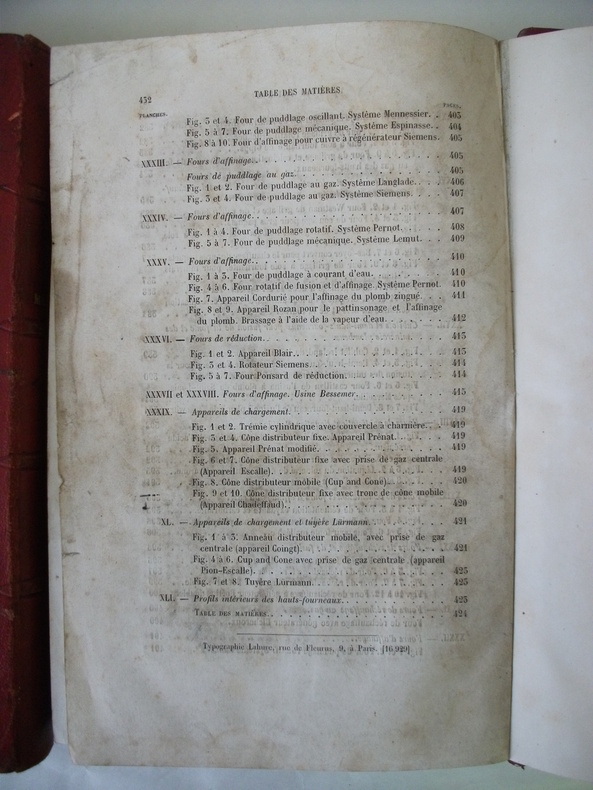 432
TABLE DES MATIÈRES.
PLANCHES. PAGES.
Fig. 3 et 4. Four de puddlage oscillant. Système Mennessier. . 403
Fig. 5 à 7. Four de puddlage mécanique. Système Espinasse. . 404
Fig. 8 à 10. Four d'affinage pour cuivre à régénérateur Siemens. 405
XXXIII. — Fours d'affinage. . . . . . . . . . . 405
Fours de puddlage au gaz. . . . . . . . . . 405
Fig. 1 et 2. Four de puddlage au gaz. Système Langlade. . . 406
Fig. 3 et 4. Four de puddlage au gaz. Système Siemens. . . . 407
XXXIV. — Fours d'affinage. . . . . . . . . . . 407
Fig. 1 à 4. Four de puddlage rotatif. Système Pernot. . . . 408
Fig. 5 à 7. Four de puddlage mécanique. Système Lemut. . . 409
XXXV. — Fours d'affinage. . . . . . . . . . . 410
Fig. 1 à 3. Four de puddlage à courant d'eau. . . . . . . 410
Fig. 4 à 6. Four rotatif de fusion et d'affinage. Système Pernot. 410
Fig. 7. Appareil Cordurié pour l'affinage du plomb zingué. . . 411
Fig. 8 et 9. Appareil Rozan pour le pattinsonage et l'affinage
du plomb. Brassage à l'aide de la vapeur d'eau. . . . . . 412
XXXVI. — Fours de réduction. . . . . . . . . . . 413
Fig. 1 et 2. Appareil Blair. . . . . . . . . . . 413
Fig. 3 et 4. Rotateur Siemens. . . . . . . . . . 414
Fig. 5 à 7. Four Ponsard de réduction. . . . . . . . 414
XXXVII et XXXVIII. Fours d'affinage. Usine Bessemer. . . . . . . 415
XXXIX. — Appareils de chargement. . . . . . . . . . 419
Fig. 1 et 2. Trémie cylindrique avec couvercle à charnière. . . 419
Fig. 3 et 4. Cône distributeur fixe. Appareil Prénat. . . . . 419
Fig. 5. Appareil Prénat modifié. . . . . . . . . . 419
Fig. 6 et 7. Cône distributeur fixe avec prise de gaz centrale
(Appareil Escalle). . . . . . . . . . . . 419
Fig. 8. Cône distributeur mobile (Cup and Cone). . . . . . 420
Fig. 9 et 10. Cône distributeur fixe avec tronc de cône mobile
(Appareil Chadeffaud). . . . . . . . . . . 420
XL. — Appareils de chargement et tuyère Lürmann. . . . . . 421
Fig. 1 à 3. Anneau distributeur mobile, avec prise de gaz
centrale (appareil Coingt). . . . . . . . . . 421
Fig. 4 à 6. Cup and Cone avec prise de gaz centrale (appareil
Pion-Escalle). . . . . . . . . . . . . 423
Fig. 7 et 8. Tuyère Lürmann. . . . . . . . . . . 423
XLI. — Profils intérieurs des hauts-fourneaux. . . . . . . 423
TABLE DES MATIÈRES. . . . . . . . . . . . 424
Typographie Lahure, rue de Fleurus, 9, à Paris. [16 929]